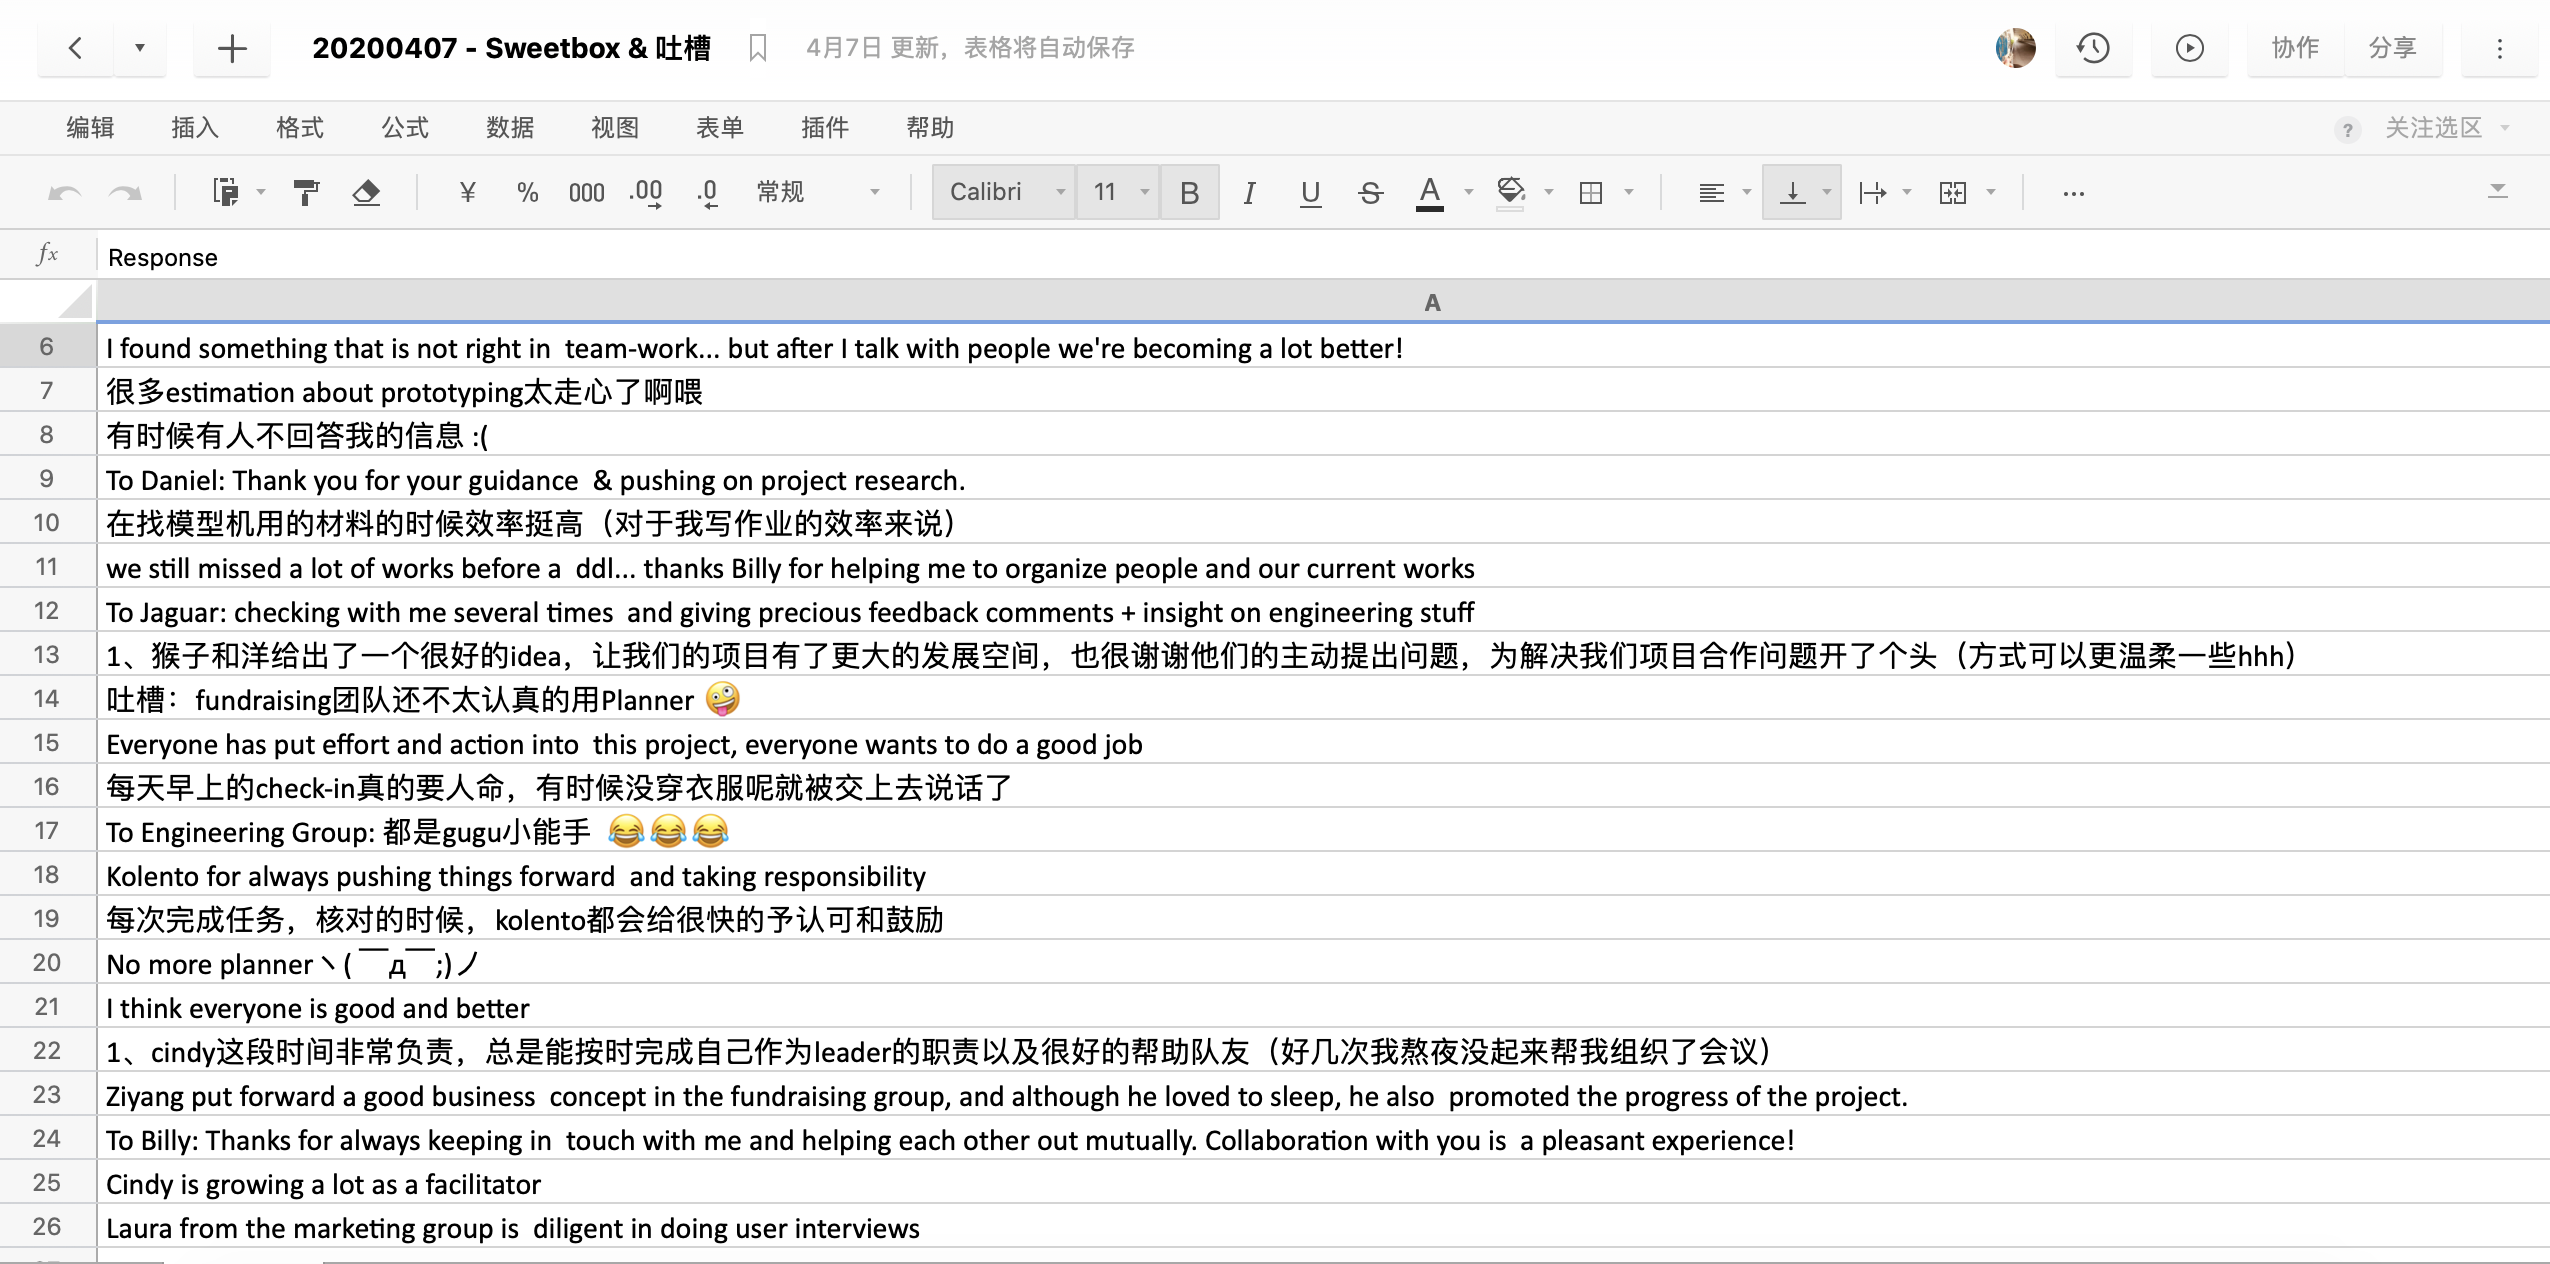 20200407 - Sweetbox & 吐槽 4月7日 更新，表格将自动保存 协作 分享
编辑 插入 格式 公式 数据 视图 表单 插件 帮助 ? 关注选区
¥ % 000 .00 .0 常规 Calibri 11 B I U S A ...
fx Response
A
6 I found something that is not right in team-work... but after I talk with people we're becoming a lot better!
7 很多estimation about prototyping太走心了啊喂
8 有时候有人不回答我的信息 :(
9 To Daniel: Thank you for your guidance & pushing on project research.
10 在找模型机用的材料的时候效率挺高（对于我写作业的效率来说）
11 we still missed a lot of works before a ddl... thanks Billy for helping me to organize people and our current works
12 To Jaguar: checking with me several times and giving precious feedback comments + insight on engineering stuff
13 1、猴子和洋给出了一个很好的idea，让我们的项目有了更大的发展空间，也很谢谢他们的主动提出问题，为解决我们项目合作问题开了个头（方式可以更温柔一些hhh）
14 吐槽：fundraising团队还不太认真的用Planner 🤪
15 Everyone has put effort and action into this project, everyone wants to do a good job
16 每天早上的check-in真的要人命，有时候没穿衣服呢就被交上去说话了
17 To Engineering Group: 都是gugu小能手 😂😂😂
18 Kolento for always pushing things forward and taking responsibility
19 每次完成任务，核对的时候，kolento都会给很快的予认可和鼓励
20 No more plannerヽ(￣д￣;)ノ
21 I think everyone is good and better
22 1、cindy这段时间非常负责，总是能按时完成自己作为leader的职责以及很好的帮助队友（好几次我熬夜没起来帮我组织了会议）
23 Ziyang put forward a good business concept in the fundraising group, and although he loved to sleep, he also promoted the progress of the project.
24 To Billy: Thanks for always keeping in touch with me and helping each other out mutually. Collaboration with you is a pleasant experience!
25 Cindy is growing a lot as a facilitator
26 Laura from the marketing group is diligent in doing user interviews